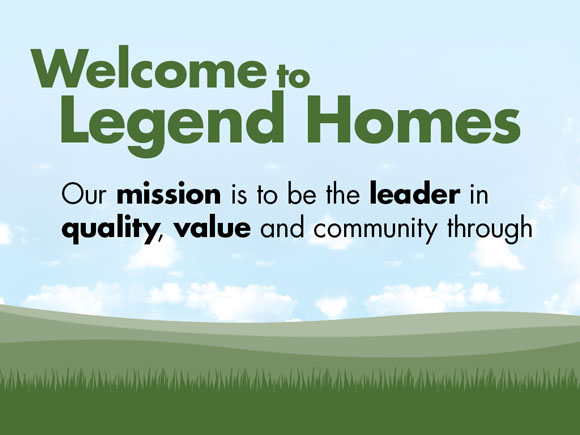 Welcome to
Legend Homes
Our mission is to be the leader in
quality, value and community through